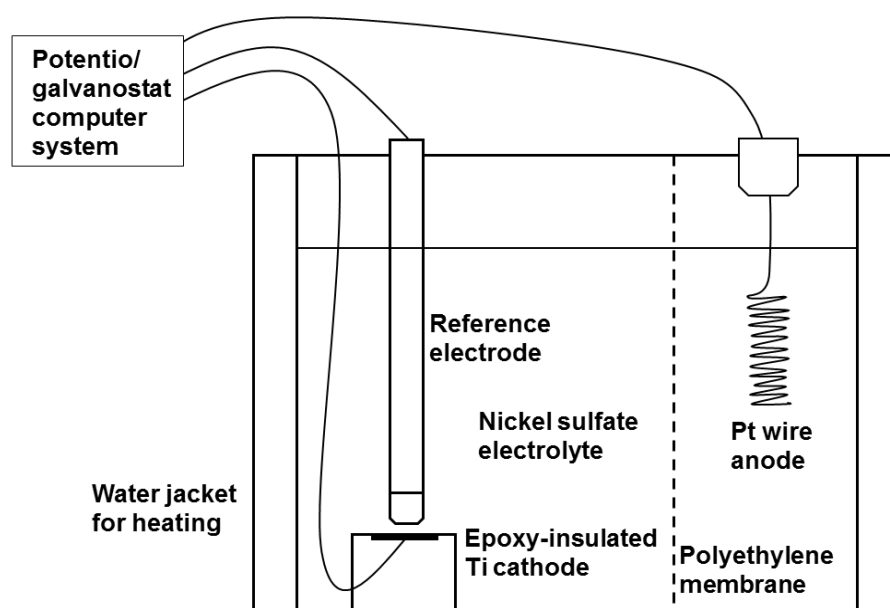 Potentio/
galvanostat
computer
system
Reference
electrode
Nickel sulfate
electrolyte
Pt wire
anode
Water jacket
for heating
Epoxy-insulated
Ti cathode
Polyethylene
membrane